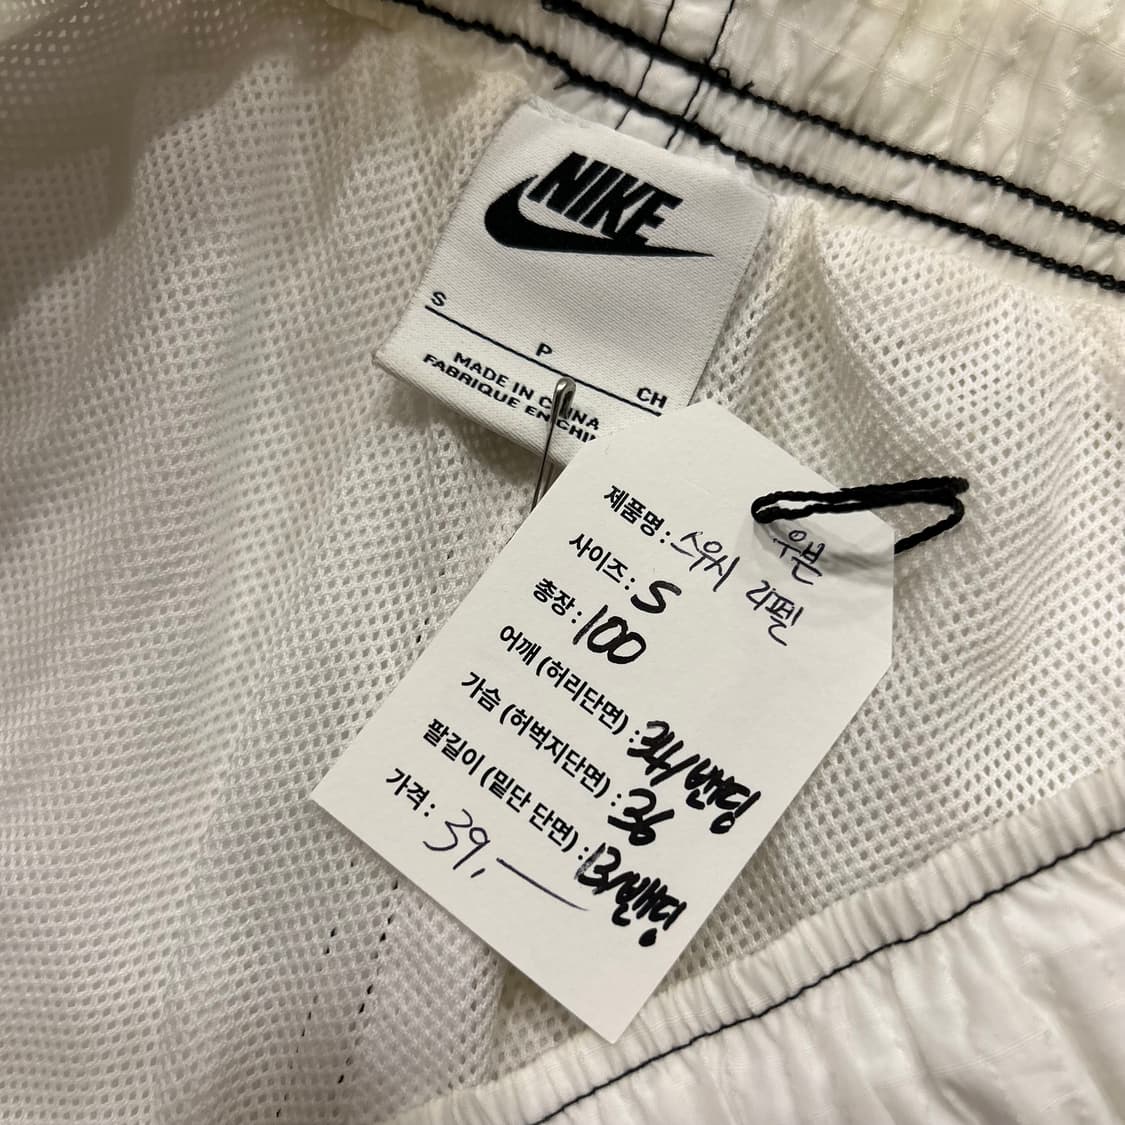 NIKE
S
P
CH
MADE IN CHINA
FABRIQUE EN CHI
제품명: 스우시 우븐
리펠
사이즈: S
총장: 100
어깨 (허리단면) : 34/밴딩
가슴 (허벅지단면) : 36
팔길이 (밑단 단면) : 13/밴딩
가격: 39,